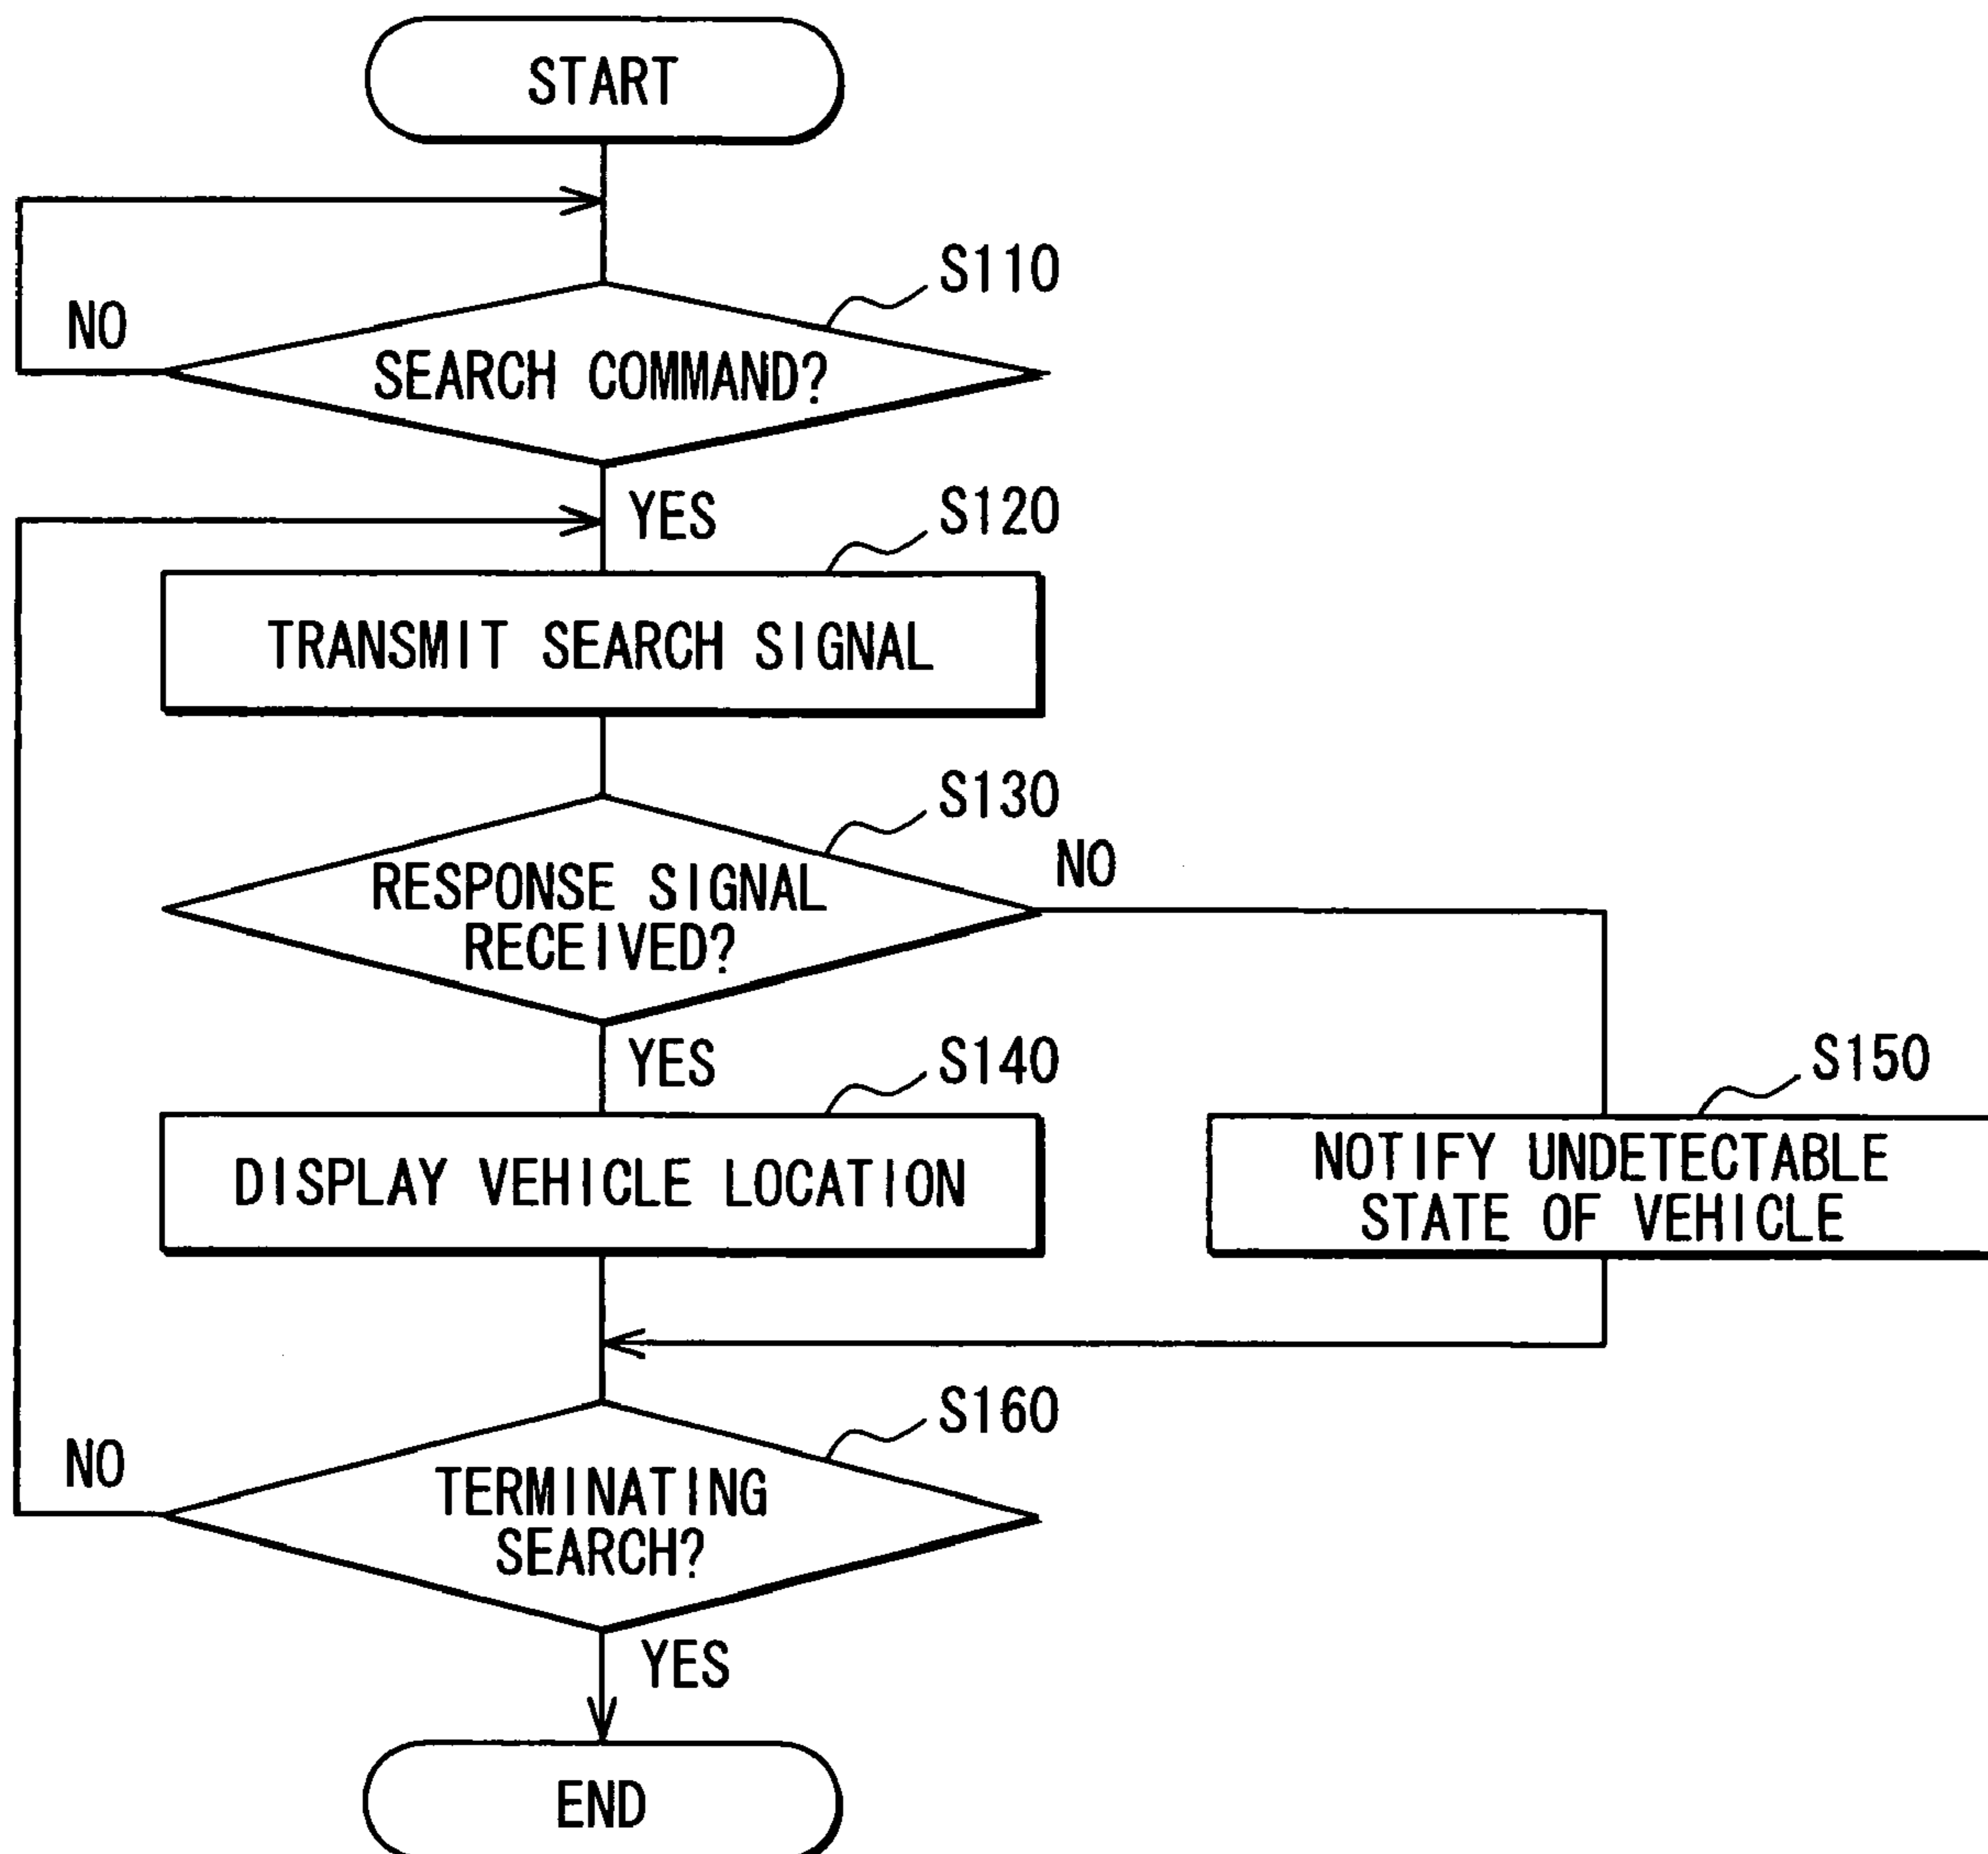 START
S110
NO
SEARCH COMMAND?
YES
S120
TRANSMIT SEARCH SIGNAL
S130
NO
RESPONSE SIGNAL
RECEIVED?
YES
S140
S150
DISPLAY VEHICLE LOCATION
NOTIFY UNDETECTABLE
STATE OF VEHICLE
S160
NO
TERMINATING
SEARCH?
YES
END